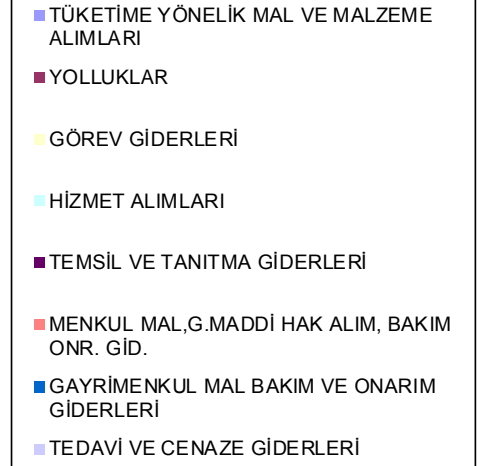 TÜKETİME YÖNELİK MAL VE MALZEME
ALIMLARI
YOLLUKLAR
GÖREV GİDERLERİ
HİZMET ALIMLARI
TEMSİL VE TANITMA GİDERLERİ
MENKUL MAL,G.MADDİ HAK ALIM, BAKIM
ONR. GİD.
GAYRİMENKUL MAL BAKIM VE ONARIM
GİDERLERİ
TEDAVİ VE CENAZE GİDERLERİ